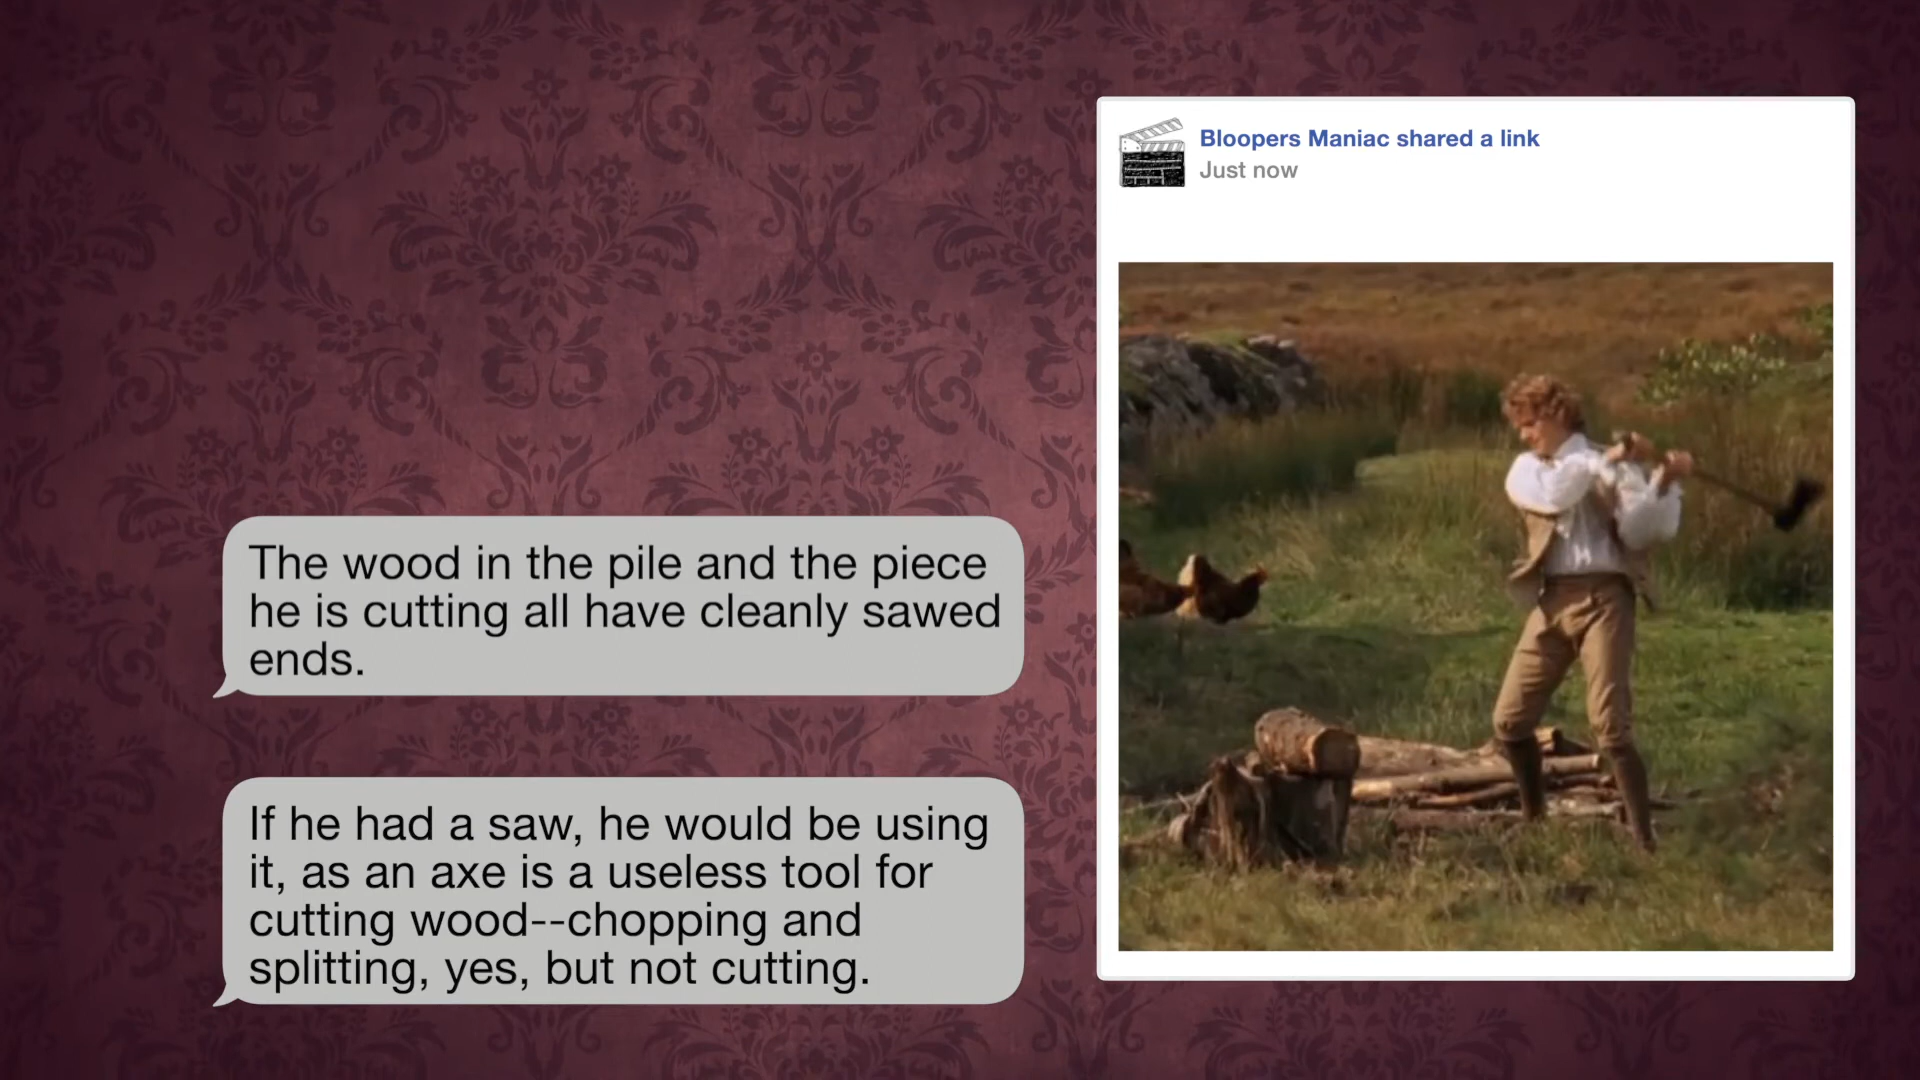 Bloopers Maniac shared a link
Just now
The wood in the pile and the piece
he is cutting all have cleanly sawed
ends.
If he had a saw, he would be using
it, as an axe is a useless tool for
cutting wood--chopping and
splitting, yes, but not cutting.